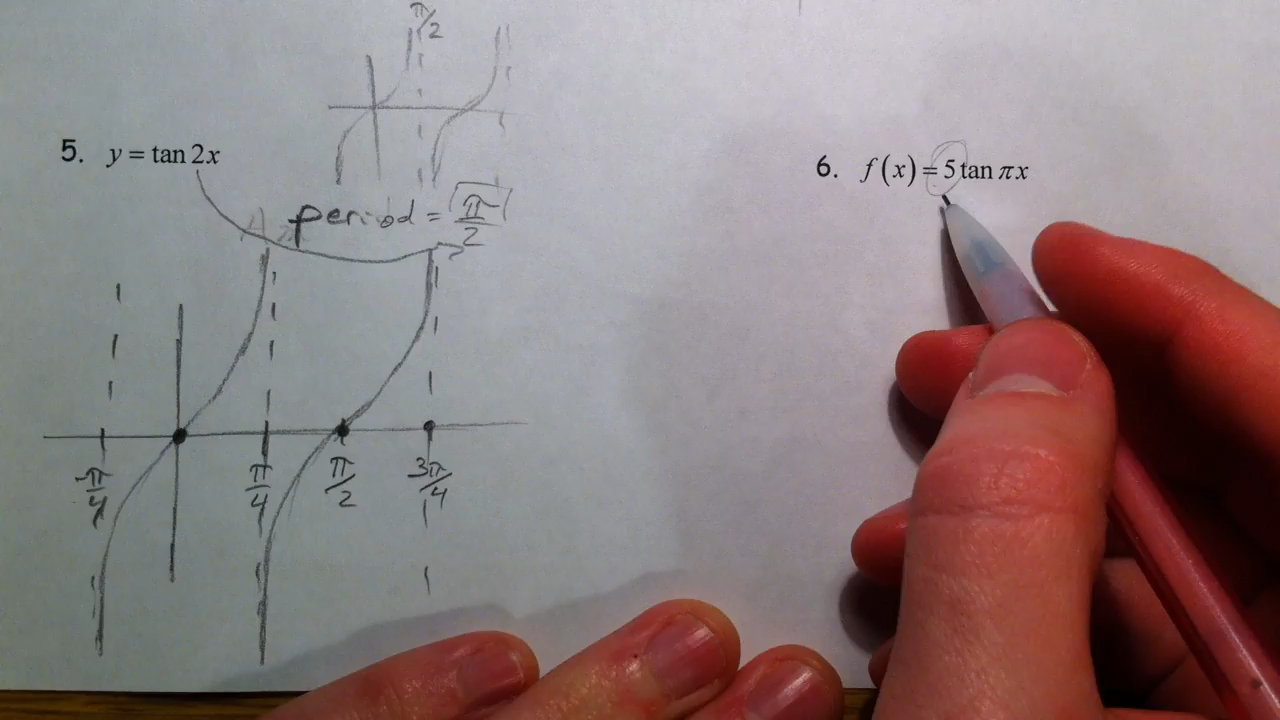 π/2
5. y = tan 2x
period = π/2
-π/4 π/4 π/2 3π/4
6. f(x) = 5 tan πx